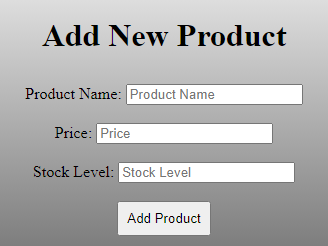 Add New Product
Product Name: Product Name
Price: Price
Stock Level: Stock Level
Add Product